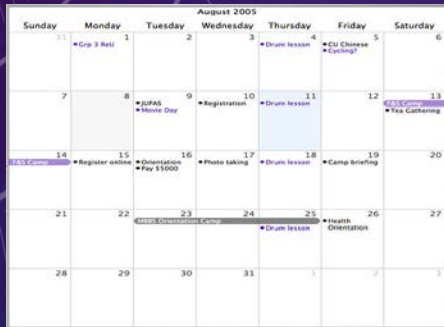 August 2005
Sunday Monday Tuesday Wednesday Thursday Friday Saturday
31 1 2 3 4 5 6
Grp 3 ReU Drum lesson CU Chinese
Cycling?
7 8 9 10 11 12 13
JUPAS Registration Drum lesson F&S Camp
Movie Day Tea Gathering
14 15 16 17 18 19 20
F&S Camp Register online Orientation Photo taking Drum lesson Camp briefing
Pay $5000
21 22 23 24 25 26 27
MBBS Orientation Camp Health
Drum lesson Orientation
28 29 30 31 1 2 3